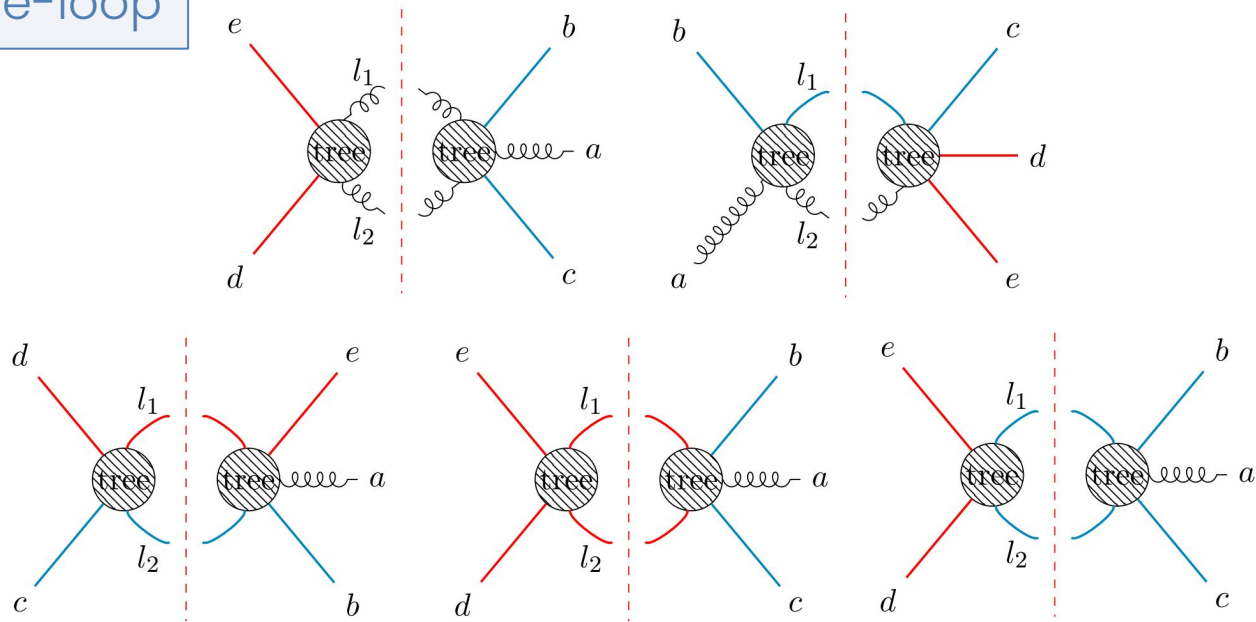 e-loop
e l₁ b
tree tree a
l₂
d c
b l₁ c
tree tree d
l₂
a e
d l₁ e
tree tree a
l₂
c b
e l₁ b
tree tree a
l₂
d c
e l₁ b
tree tree a
l₂
d c